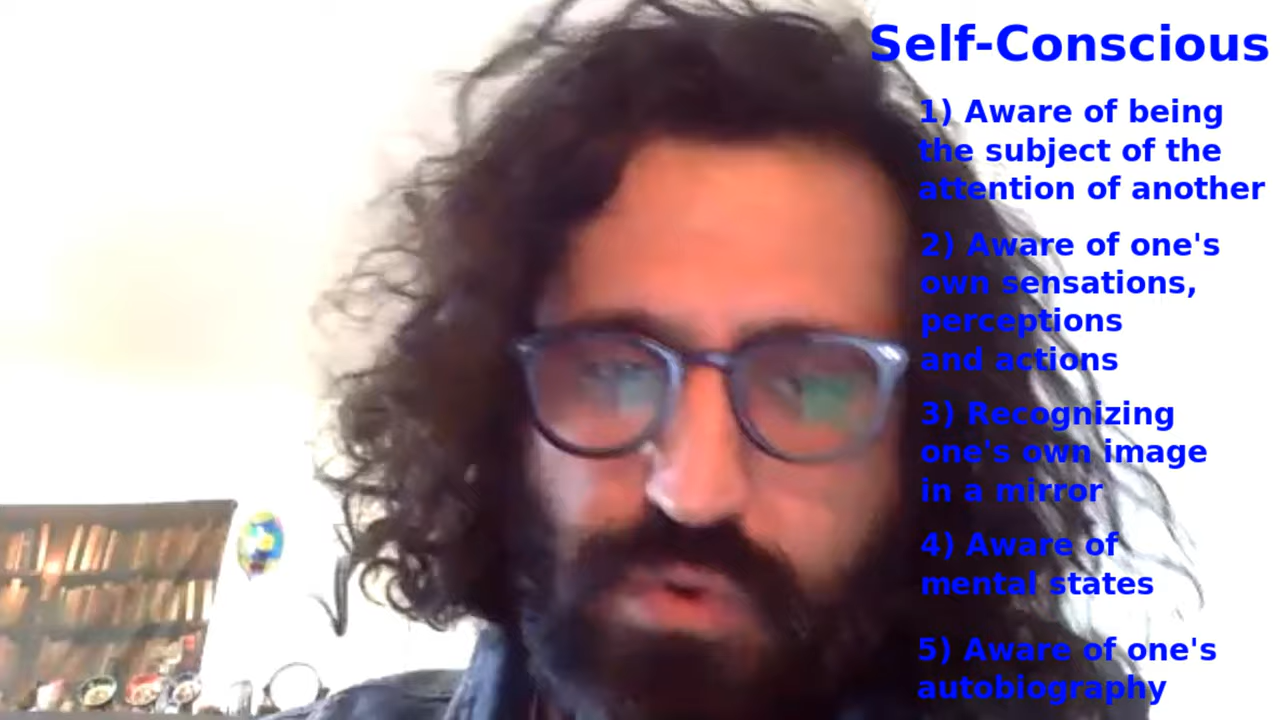 Self-Conscious
1) Aware of being
the subject of the
attention of another
2) Aware of one's
own sensations,
perceptions
and actions
3) Recognizing
one's own image
in a mirror
4) Aware of
mental states
5) Aware of one's
autobiography